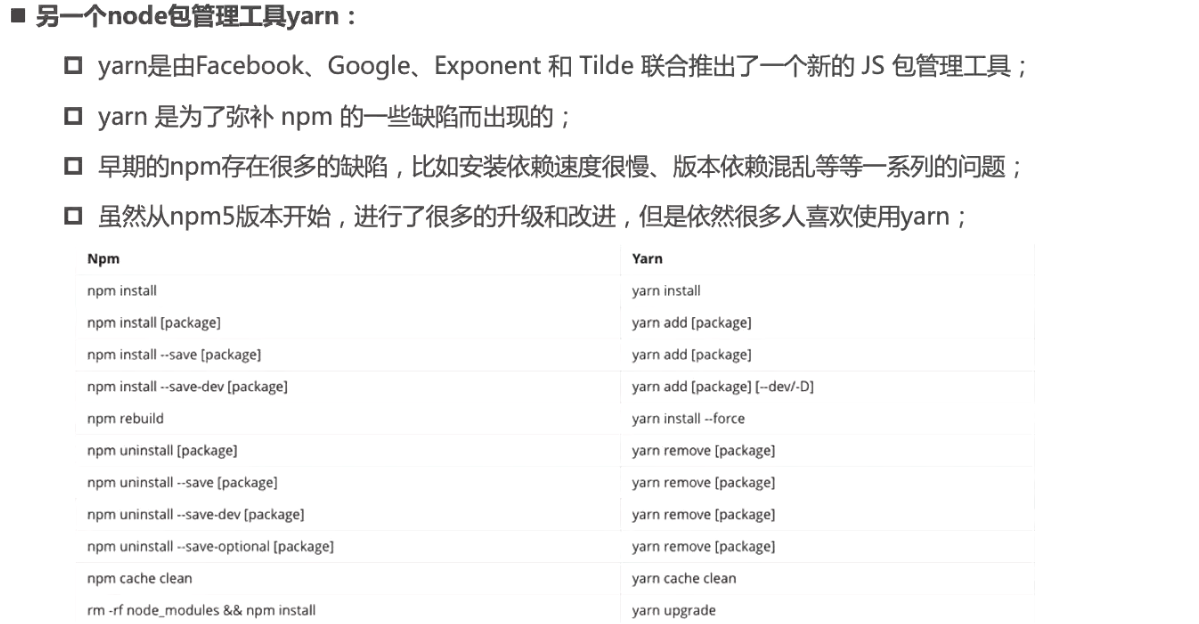 另一个node包管理工具yarn：
yarn是由Facebook、Google、Exponent 和 Tilde 联合推出了一个新的 JS 包管理工具；
yarn 是为了弥补 npm 的一些缺陷而出现的；
早期的npm存在很多的缺陷，比如安装依赖速度很慢、版本依赖混乱等等一系列的问题；
虽然从npm5版本开始，进行了很多的升级和改进，但是依然很多人喜欢使用yarn；
Npm Yarn
npm install yarn install
npm install [package] yarn add [package]
npm install --save [package] yarn add [package]
npm install --save-dev [package] yarn add [package] [--dev/-D]
npm rebuild yarn install --force
npm uninstall [package] yarn remove [package]
npm uninstall --save [package] yarn remove [package]
npm uninstall --save-dev [package] yarn remove [package]
npm uninstall --save-optional [package] yarn remove [package]
npm cache clean yarn cache clean
rm -rf node_modules && npm install yarn upgrade